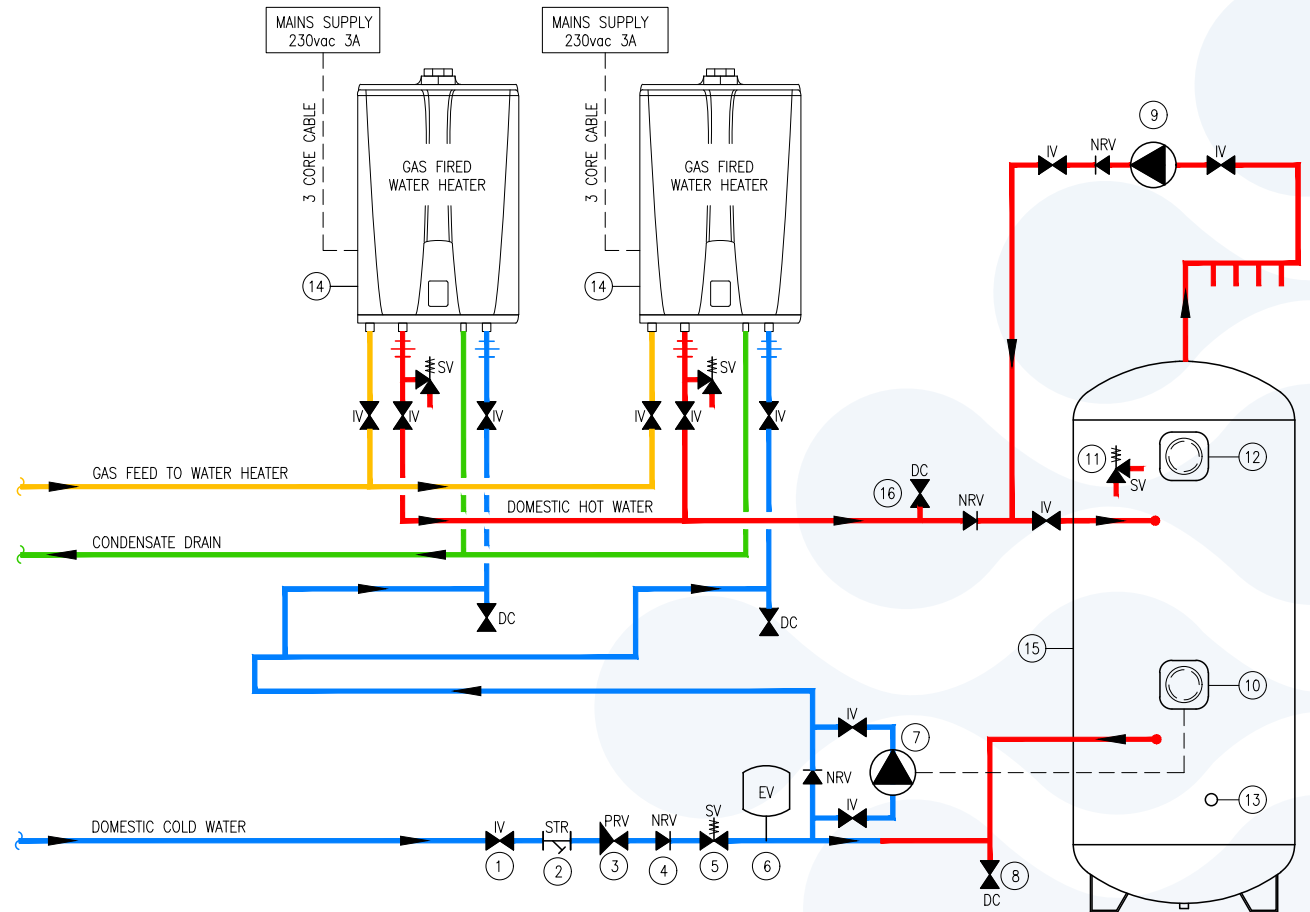 MAINS SUPPLY
230vac 3A
MAINS SUPPLY
230vac 3A
3 CORE CABLE
GAS FIRED
WATER HEATER
3 CORE CABLE
GAS FIRED
WATER HEATER
9
IV
NRV
IV
14
14
SV
SV
IV
IV
IV
IV
IV
IV
GAS FEED TO WATER HEATER
DOMESTIC HOT WATER
CONDENSATE DRAIN
DC
16
NRV
IV
11
SV
12
DC
DC
15
10
IV
7
NRV
EV
IV
13
DOMESTIC COLD WATER
IV
STR
PRV
NRV
SV
1
2
3
4
5
6
8
DC